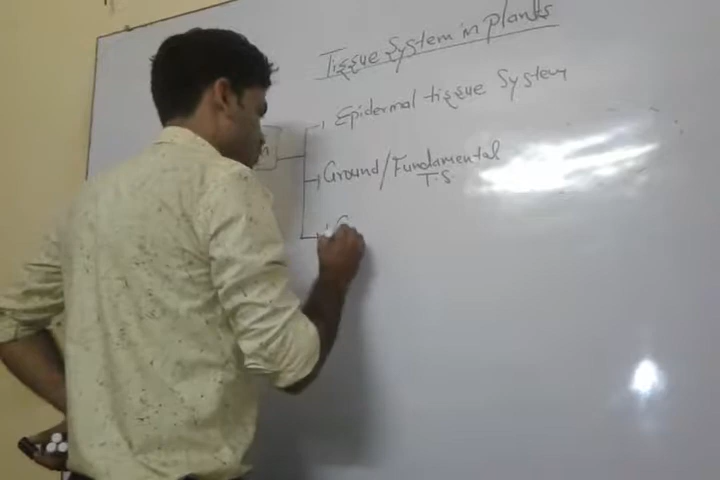 Tissue System in plants
Epidermal tissue System
Ground/Fundamental
T.S.